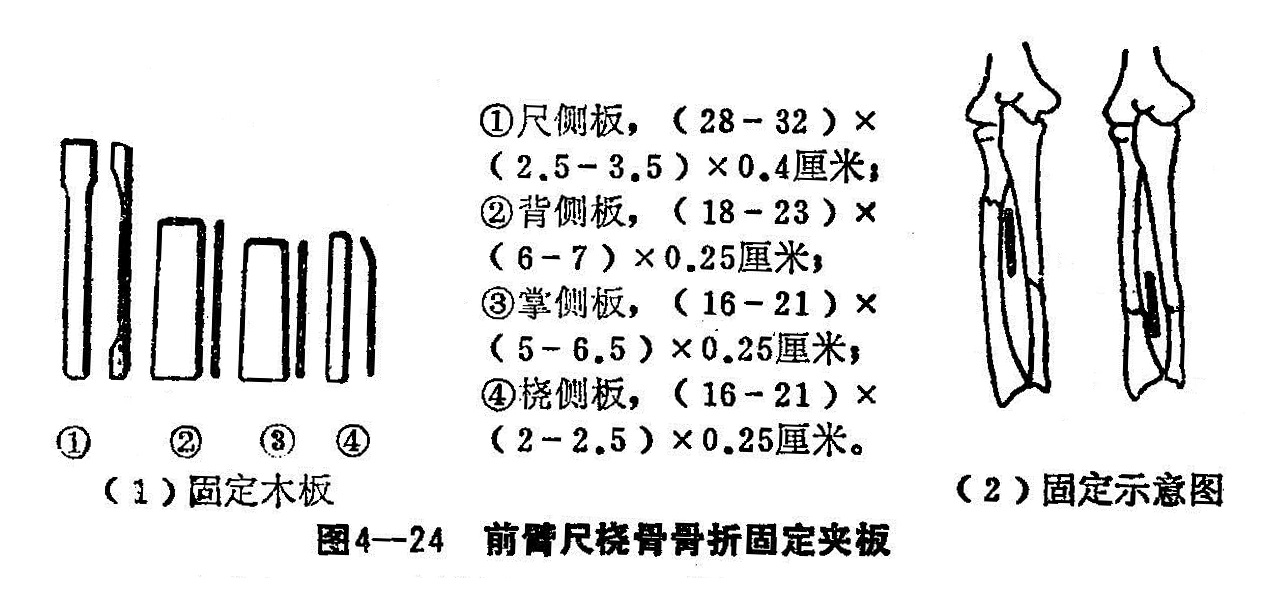 ①尺侧板，（28－32）×
（2.5－3.5）×0.4厘米；
②背侧板，（18－23）×
（6－7）×0.25厘米；
③掌侧板，（16－21）×
（5－6.5）×0.25厘米；
④桡侧板，（16－21）×
（2－2.5）×0.25厘米。
① ② ③ ④
（1）固定木板
（2）固定示意图
图4—24 前臂尺桡骨骨折固定夹板